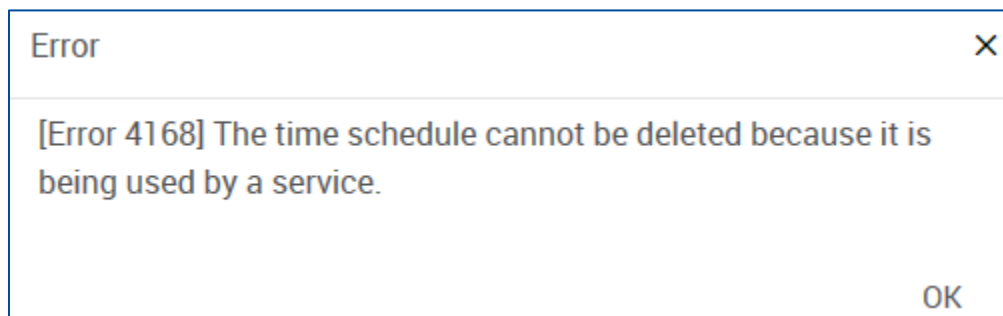 Error
[Error 4168] The time schedule cannot be deleted because it is
being used by a service.
OK